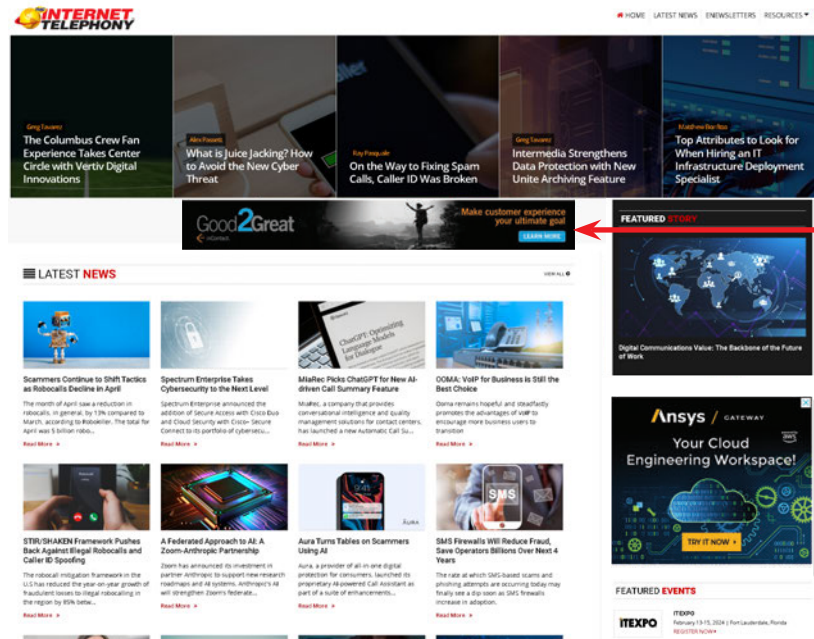 INTERNET
TELEPHONY
HOME LATEST NEWS ENEWSLETTERS RESOURCES
Greg Tavarez
The Columbus Crew Fan
Experience Takes Center
Circle with Vertiv Digital
Innovations
What is Juice Jacking? How
to Avoid the New Cyber
Threat
Ray Pasquale
On the Way to Fixing Spam
Calls, Caller ID Was Broken
Greg Tavarez
Intermedia Strengthens
Data Protection with New
Unite Archiving Feature
Top Attributes to Look for
When Hiring an IT
Infrastructure Deployment
Specialist
Good2Great
inContact
Make customer experience
your ultimate goal
LEARN MORE
FEATURED STORY
Digital Communications Value: The Backbone of the Future
of Work
LATEST NEWS
VIEW ALL
Scammers Continue to Shift Tactics
as Robocalls Decline in April
The month of April saw a reduction in
robocalls, in general, by 13% compared to
March, according to Robokiller. The total for
April was 5 billion robo...
Read More »
Spectrum Enterprise Takes
Cybersecurity to the Next Level
Spectrum Enterprise announced the
addition of Secure Access with Cisco Duo
and Cloud Security with Cisco+ Secure
Connect to its portfolio of cybersecu...
Read More »
ChatGPT: Optimizing
Language Models
for Dialogue
MiaRec Picks ChatGPT for New AI-
driven Call Summary Feature
MiaRec, a company that provides
conversational intelligence and quality
management solutions for contact centers,
has launched a new Automatic Call Su...
Read More »
OOMA: VoIP for Business is Still the
Best Choice
Ooma remains hopeful and steadfastly
promotes the advantages of VoIP to
encourage more business users to
transition
Read More »
STIR/SHAKEN Framework Pushes
Back Against Illegal Robocalls and
Caller ID Spoofing
The robocall mitigation framework in the
U.S has reduced the year-on-year growth of
fraudulent losses to illegal robocalling in
the region by 85% betw...
Read More »
A Federated Approach to AI: A
Zoom-Anthropic Partnership
Zoom has announced its investment in
partner Anthropic to support new research
roadmaps and AI systems. Anthropic's AI
will strengthen Zoom's federate...
Read More »
9:45
AURA
Aura Turns Tables on Scammers
Using AI
Aura, a provider of all-in-one digital
protection for consumers, launched its
proprietary AI-powered Call Assistant as
part of a suite of enhancements...
Read More »
SMS
SMS Firewalls Will Reduce Fraud,
Save Operators Billions Over Next 4
Years
The rate at which SMS-based scams and
phishing attempts are occurring today may
finally see a dip soon as SMS firewalls
increase in adoption.
Read More »
Ansys / GATEWAY
aws
Your Cloud
Engineering Workspace!
TRY IT NOW
FEATURED EVENTS
ITEXPO
ITEXPO
February 13-15, 2024 | Fort Lauderdale, Florida
REGISTER NOW